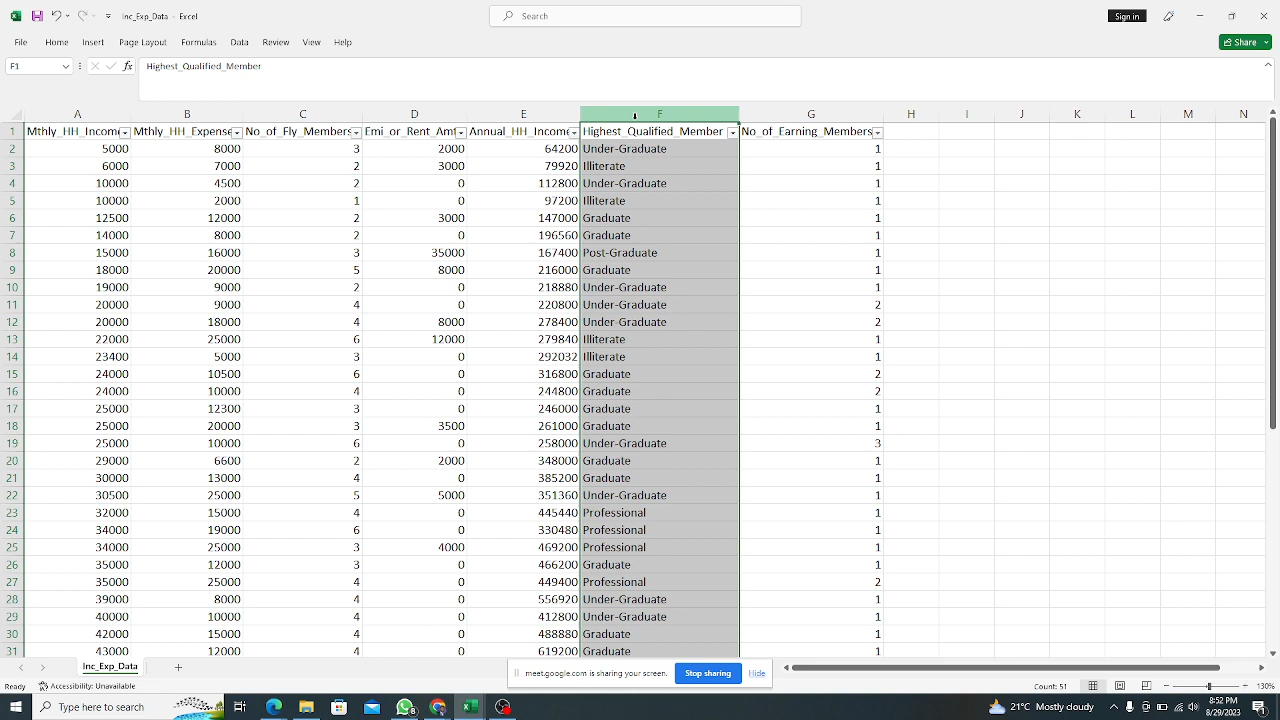 Inc_Exp_Data - Excel
Search
Sign in
File Home Insert Page Layout Formulas Data Review View Help
Share
F1
fx
Highest_Qualified_Member
A B C D E F G H I J K L M N
1 Mthly_HH_Income Mthly_HH_Expense No_of_Fly_Members Emi_or_Rent_Amt Annual_HH_Income Highest_Qualified_Member No_of_Earning_Members
2 5000 8000 3 2000 64200 Under-Graduate 1
3 6000 7000 2 3000 79920 Illiterate 1
4 10000 4500 2 0 112800 Under-Graduate 1
5 10000 2000 1 0 97200 Illiterate 1
6 12500 12000 2 3000 147000 Graduate 1
7 14000 8000 2 0 196560 Graduate 1
8 15000 16000 3 35000 167400 Post-Graduate 1
9 18000 20000 5 8000 216000 Graduate 1
10 19000 9000 2 0 218880 Under-Graduate 1
11 20000 9000 4 0 220800 Under-Graduate 2
12 20000 18000 4 8000 278400 Under-Graduate 2
13 22000 25000 6 12000 279840 Illiterate 1
14 23400 5000 3 0 292032 Illiterate 1
15 24000 10500 6 0 316800 Graduate 2
16 24000 10000 4 0 244800 Graduate 2
17 25000 12300 3 0 246000 Graduate 1
18 25000 20000 3 3500 261000 Graduate 1
19 25000 10000 6 0 258000 Under-Graduate 3
20 29000 6600 2 2000 348000 Graduate 1
21 30000 13000 4 0 385200 Graduate 1
22 30500 25000 5 5000 351360 Under-Graduate 1
23 32000 15000 4 0 445440 Professional 1
24 34000 19000 6 0 330480 Professional 1
25 34000 25000 3 4000 469200 Professional 1
26 35000 12000 3 0 466200 Graduate 1
27 35000 25000 4 0 449400 Professional 2
28 39000 8000 4 0 556920 Under-Graduate 1
29 40000 10000 4 0 412800 Under-Graduate 1
30 42000 15000 4 0 488880 Graduate 1
31 43000 12000 4 0 619200 Graduate 1
Inc_Exp_Data
meet.google.com is sharing your screen. Stop sharing Hide
Ready Accessibility: Unavailable Count: 51 130%
Type here to search
21°C Mostly cloudy
8:52 PM
8/29/2023